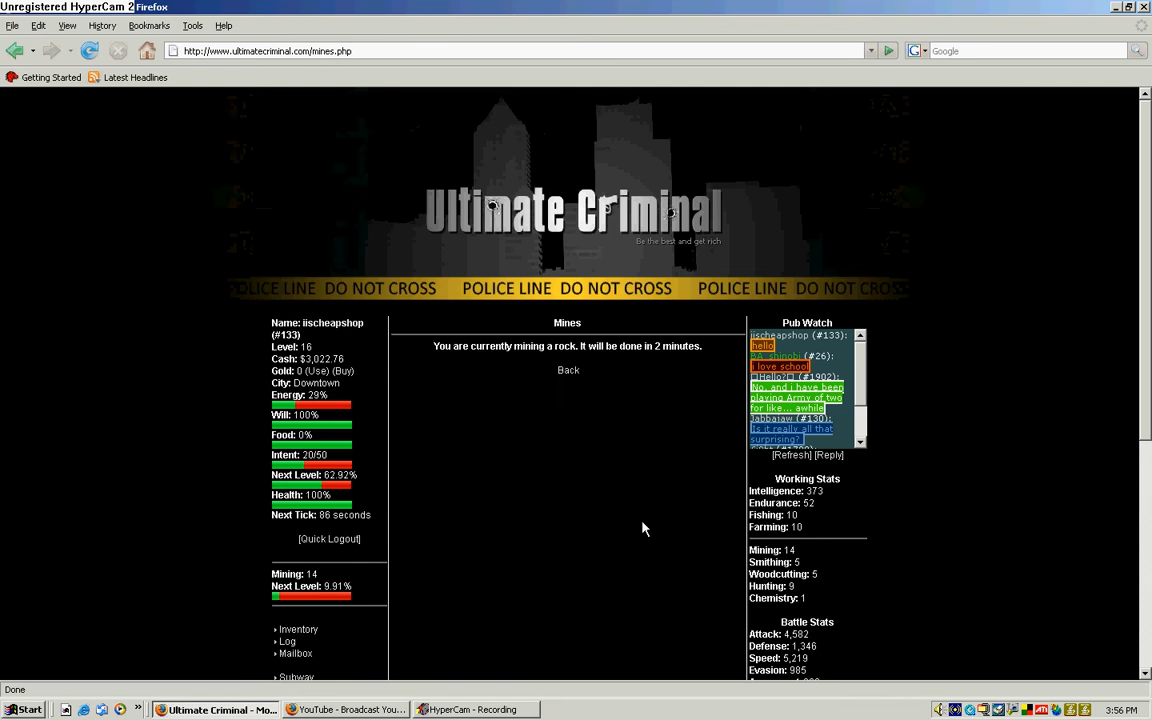 Unregistered HyperCam 2
Firefox
File Edit View History Bookmarks Tools Help
http://www.ultimatecriminal.com/mines.php
Google
Getting Started Latest Headlines
Ultimate Criminal
Be the best and get rich
POLICE LINE DO NOT CROSS POLICE LINE DO NOT CROSS POLICE LINE DO NOT CROSS
Name: iischeapshop
(#133)
Level: 16
Cash: $3,022.76
Gold: 0 (Use) (Buy)
City: Downtown
Energy: 29%
Will: 100%
Food: 0%
Intent: 20/50
Next Level: 62.92%
Health: 100%
Next Tick: 86 seconds
[Quick Logout]
Mining: 14
Next Level: 9.91%
Inventory
Log
Mailbox
Subway
Mines
You are currently mining a rock. It will be done in 2 minutes.
Back
Pub Watch
iischeapshop (#133):
hello
BA_shinobi (#26):
i love school
Hello? (#1902):
No, and i have been
playing Army of two
for like... awhile
Jabbajaw (#130):
Is it really all that
surprising?
[Refresh] [Reply]
Working Stats
Intelligence: 373
Endurance: 52
Fishing: 10
Farming: 10
Mining: 14
Smithing: 5
Woodcutting: 5
Hunting: 9
Chemistry: 1
Battle Stats
Attack: 4,582
Defense: 1,346
Speed: 5,219
Evasion: 985
Done
Start
Ultimate Criminal - Mo...
YouTube - Broadcast You...
HyperCam - Recording
3:56 PM